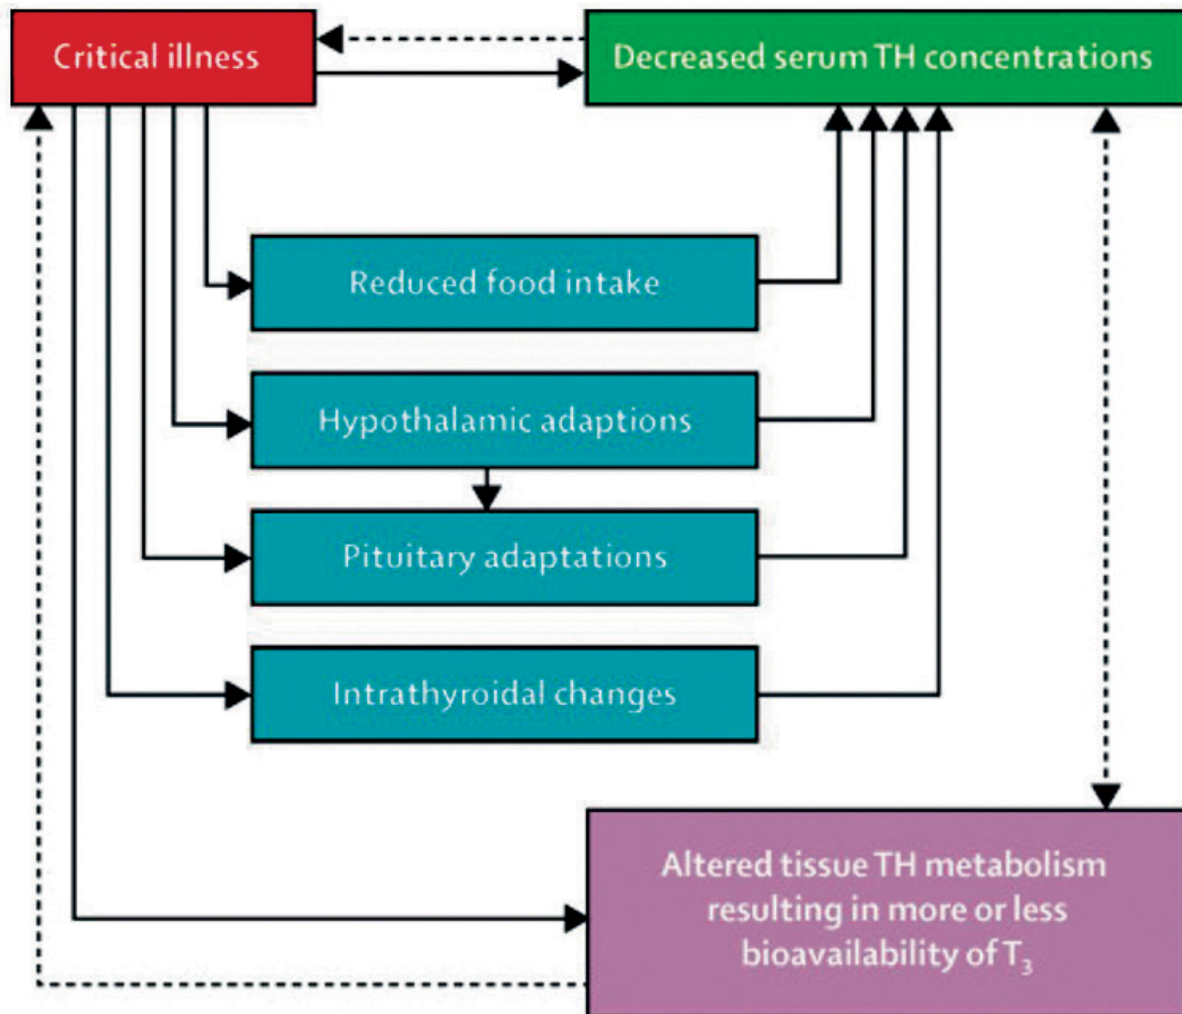 Critical illness
Decreased serum TH concentrations
Reduced food intake
Hypothalamic adaptions
Pituitary adaptations
Intrathyroidal changes
Altered tissue TH metabolism
resulting in more or less
bioavailability of T₃